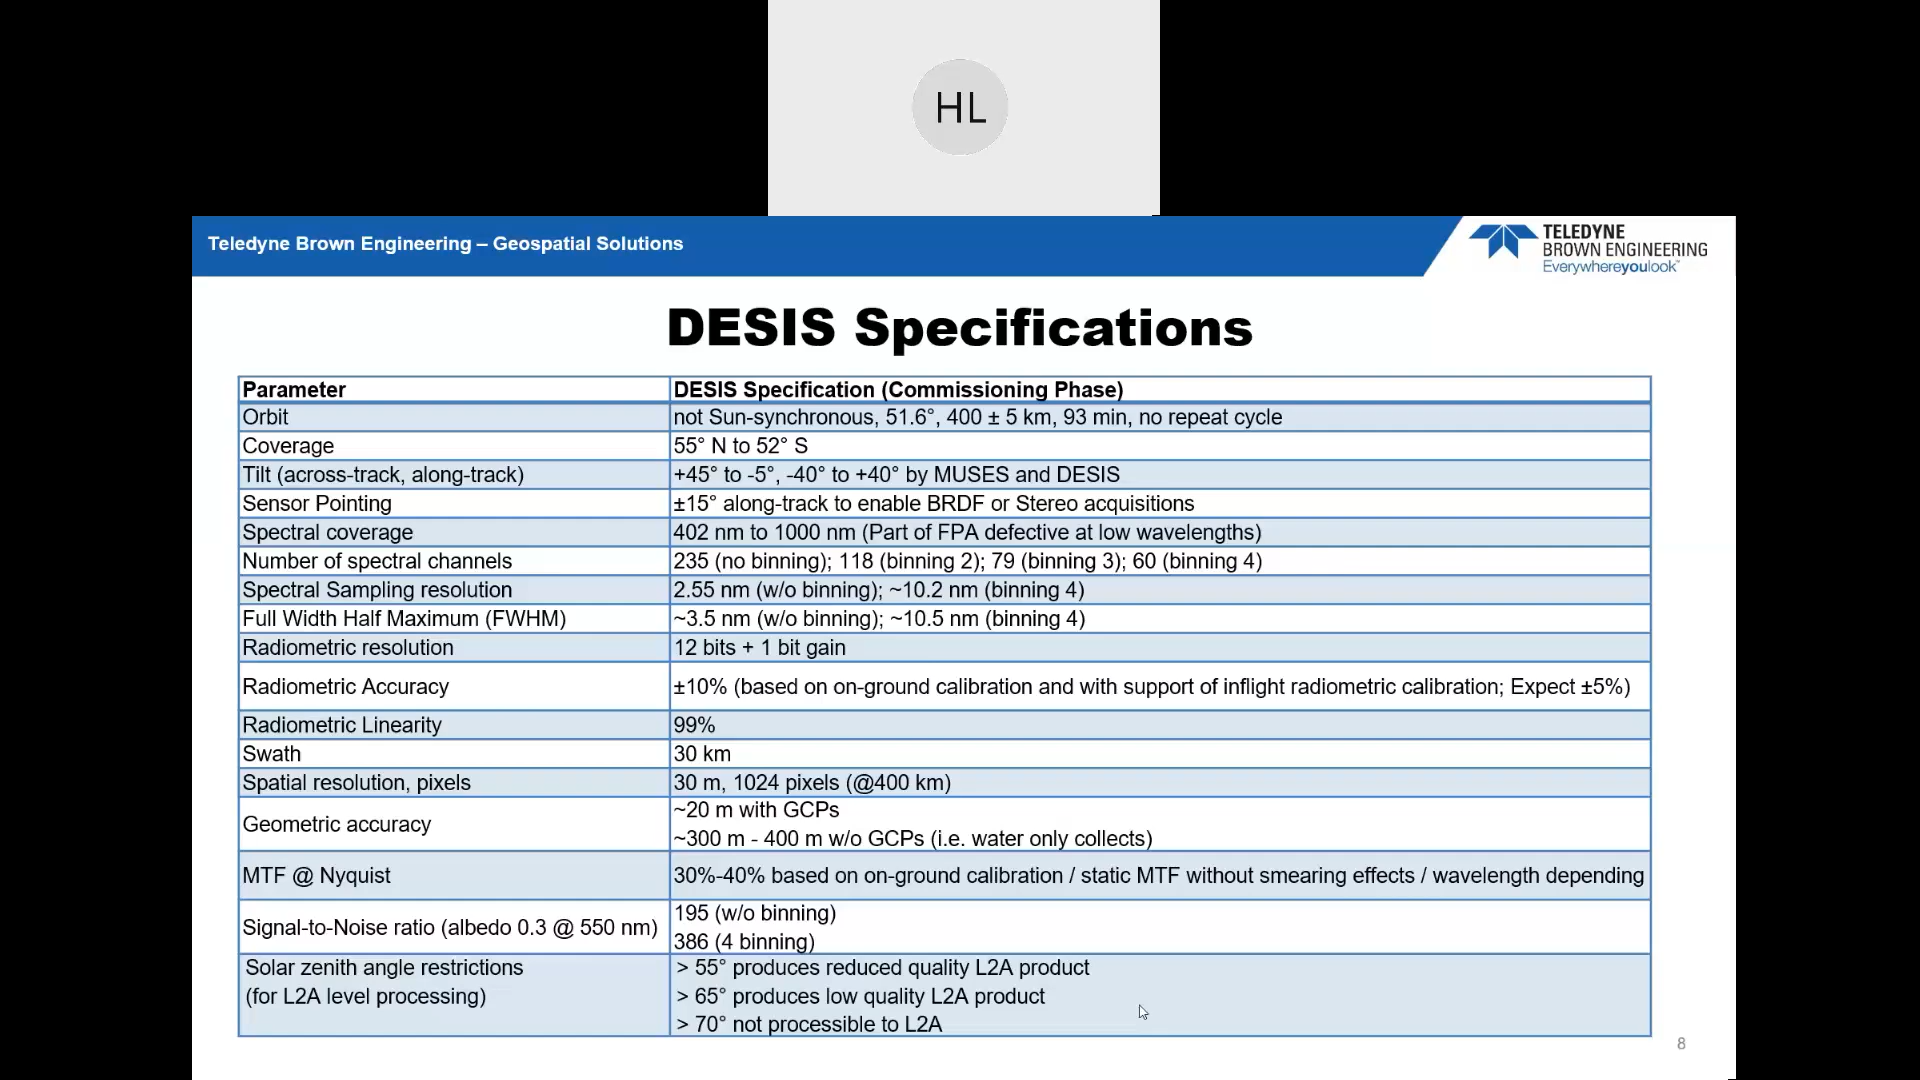 HL
Teledyne Brown Engineering – Geospatial Solutions
TELEDYNE
BROWN ENGINEERING
Everywhereyoulook™
DESIS Specifications
Parameter DESIS Specification (Commissioning Phase)
Orbit not Sun-synchronous, 51.6°, 400 ± 5 km, 93 min, no repeat cycle
Coverage 55° N to 52° S
Tilt (across-track, along-track) +45° to -5°, -40° to +40° by MUSES and DESIS
Sensor Pointing ±15° along-track to enable BRDF or Stereo acquisitions
Spectral coverage 402 nm to 1000 nm (Part of FPA defective at low wavelengths)
Number of spectral channels 235 (no binning); 118 (binning 2); 79 (binning 3); 60 (binning 4)
Spectral Sampling resolution 2.55 nm (w/o binning); ~10.2 nm (binning 4)
Full Width Half Maximum (FWHM) ~3.5 nm (w/o binning); ~10.5 nm (binning 4)
Radiometric resolution 12 bits + 1 bit gain
Radiometric Accuracy ±10% (based on on-ground calibration and with support of inflight radiometric calibration; Expect ±5%)
Radiometric Linearity 99%
Swath 30 km
Spatial resolution, pixels 30 m, 1024 pixels (@400 km)
Geometric accuracy ~20 m with GCPs
~300 m - 400 m w/o GCPs (i.e. water only collects)
MTF @ Nyquist 30%-40% based on on-ground calibration / static MTF without smearing effects / wavelength depending
Signal-to-Noise ratio (albedo 0.3 @ 550 nm) 195 (w/o binning)
386 (4 binning)
Solar zenith angle restrictions > 55° produces reduced quality L2A product
(for L2A level processing) > 65° produces low quality L2A product
> 70° not processible to L2A
8